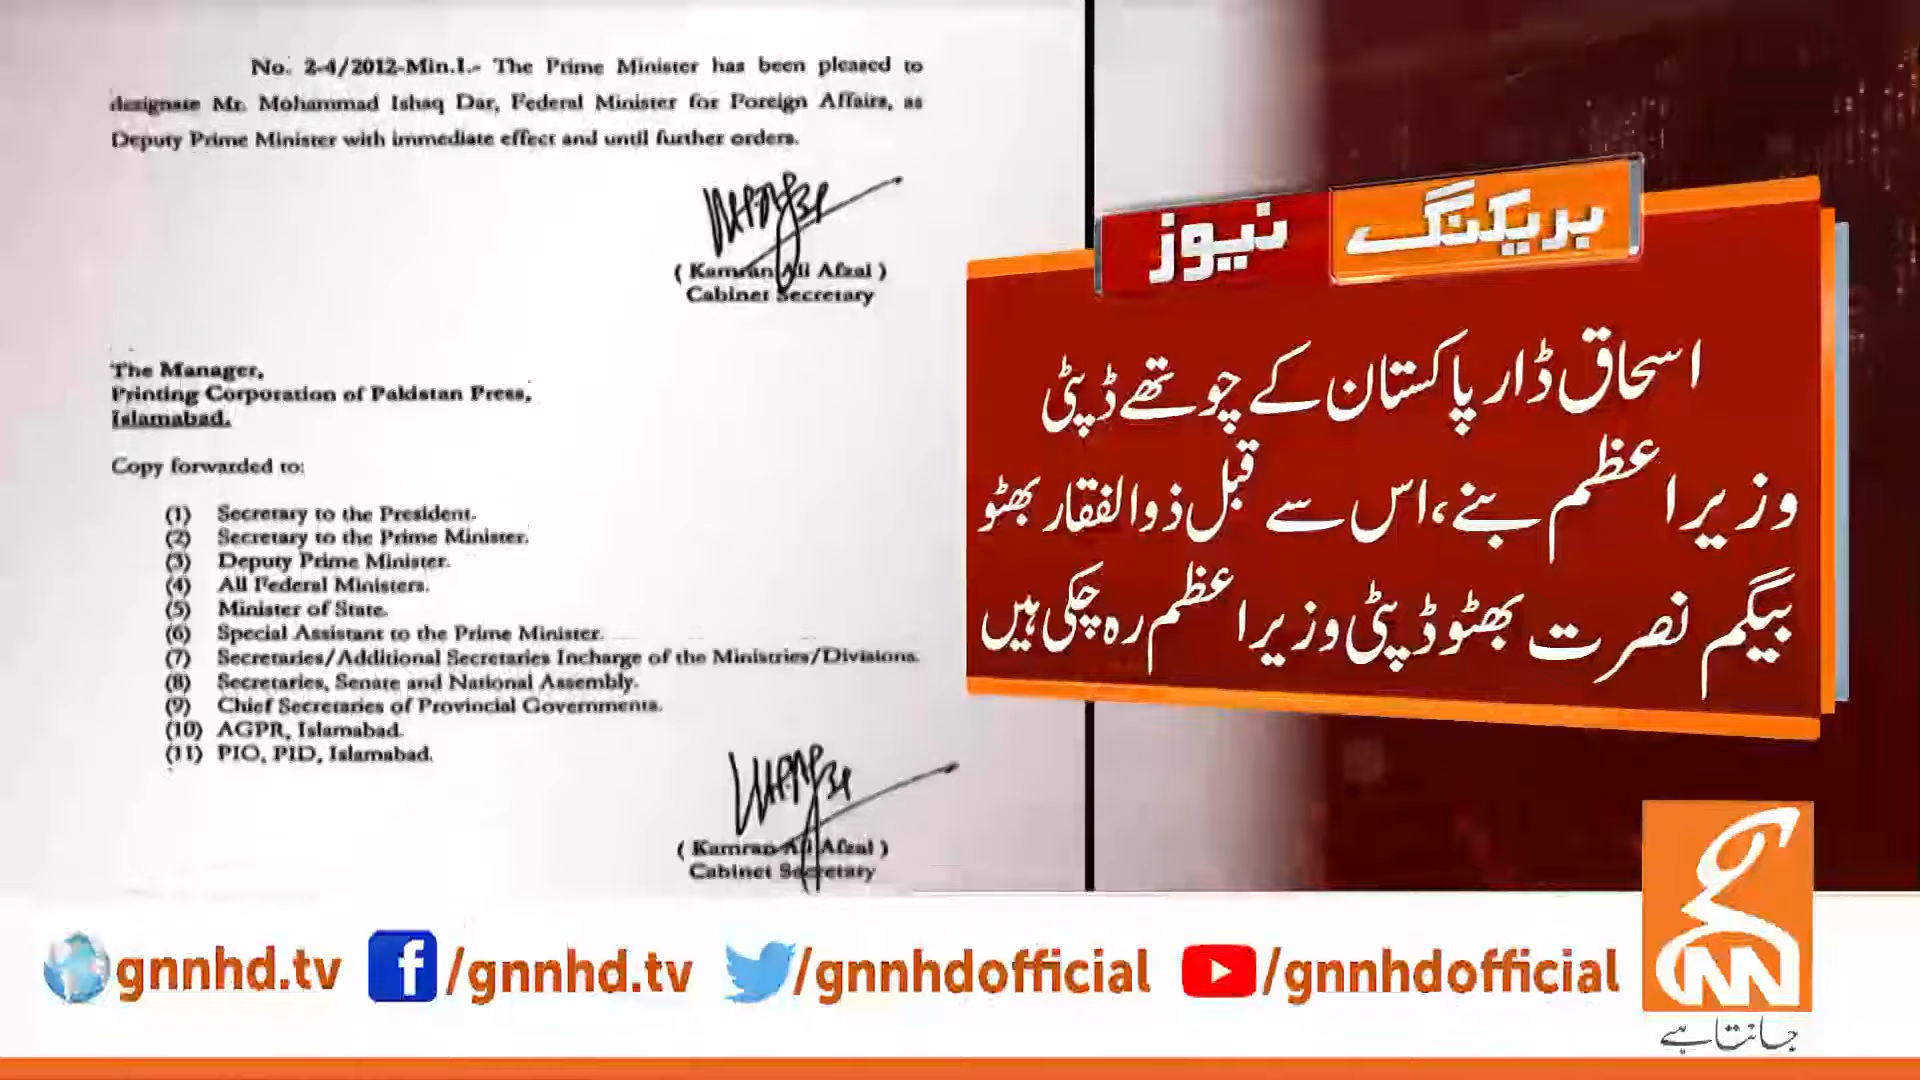 No. 2-4/2012-Min.I.- The Prime Minister has been pleased to
designate Mr. Mohammad Ishaq Dar, Federal Minister for Foreign Affairs, as
Deputy Prime Minister with immediate effect and until further orders.
( Kamran Ali Afzal )
Cabinet Secretary
The Manager,
Printing Corporation of Pakistan Press,
Islamabad.
Copy forwarded to:
(1) Secretary to the President.
(2) Secretary to the Prime Minister.
(3) Deputy Prime Minister.
(4) All Federal Ministers.
(5) Minister of State.
(6) Special Assistant to the Prime Minister.
(7) Secretaries/Additional Secretaries Incharge of the Ministries/Divisions.
(8) Secretaries, Senate and National Assembly.
(9) Chief Secretaries of Provincial Governments.
(10) AGPR, Islamabad.
(11) PIO, PID, Islamabad.
( Kamran Ali Afzal )
Cabinet Secretary
بریکنگ نیوز
اسحاق ڈار پاکستان کے چوتھے ڈپٹی
وزیراعظم بنے، اس سے قبل ذوالفقار بھٹو
بیگم نصرت بھٹو ڈپٹی وزیراعظم رہ چکی ہیں
gnnhd.tv /gnnhd.tv /gnnhdofficial /gnnhdofficial
GNN
جانتا ہے